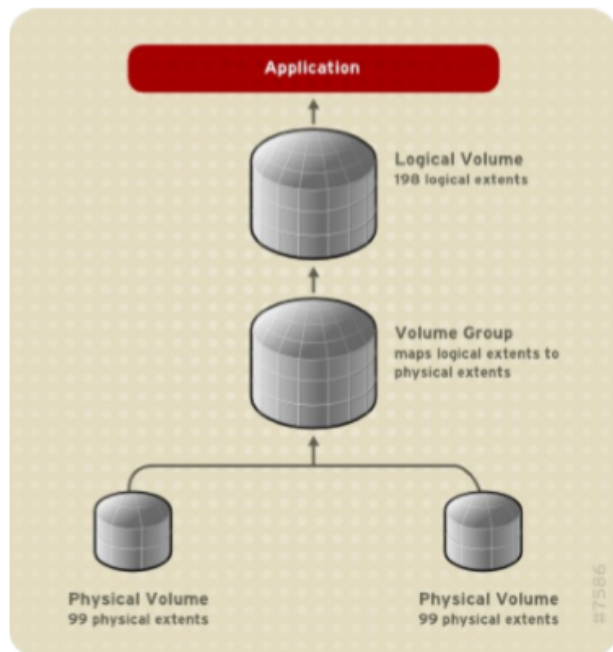 Application
Logical Volume
198 logical extents
Volume Group
maps logical extents to
physical extents
Physical Volume
99 physical extents
Physical Volume
99 physical extents
#7586